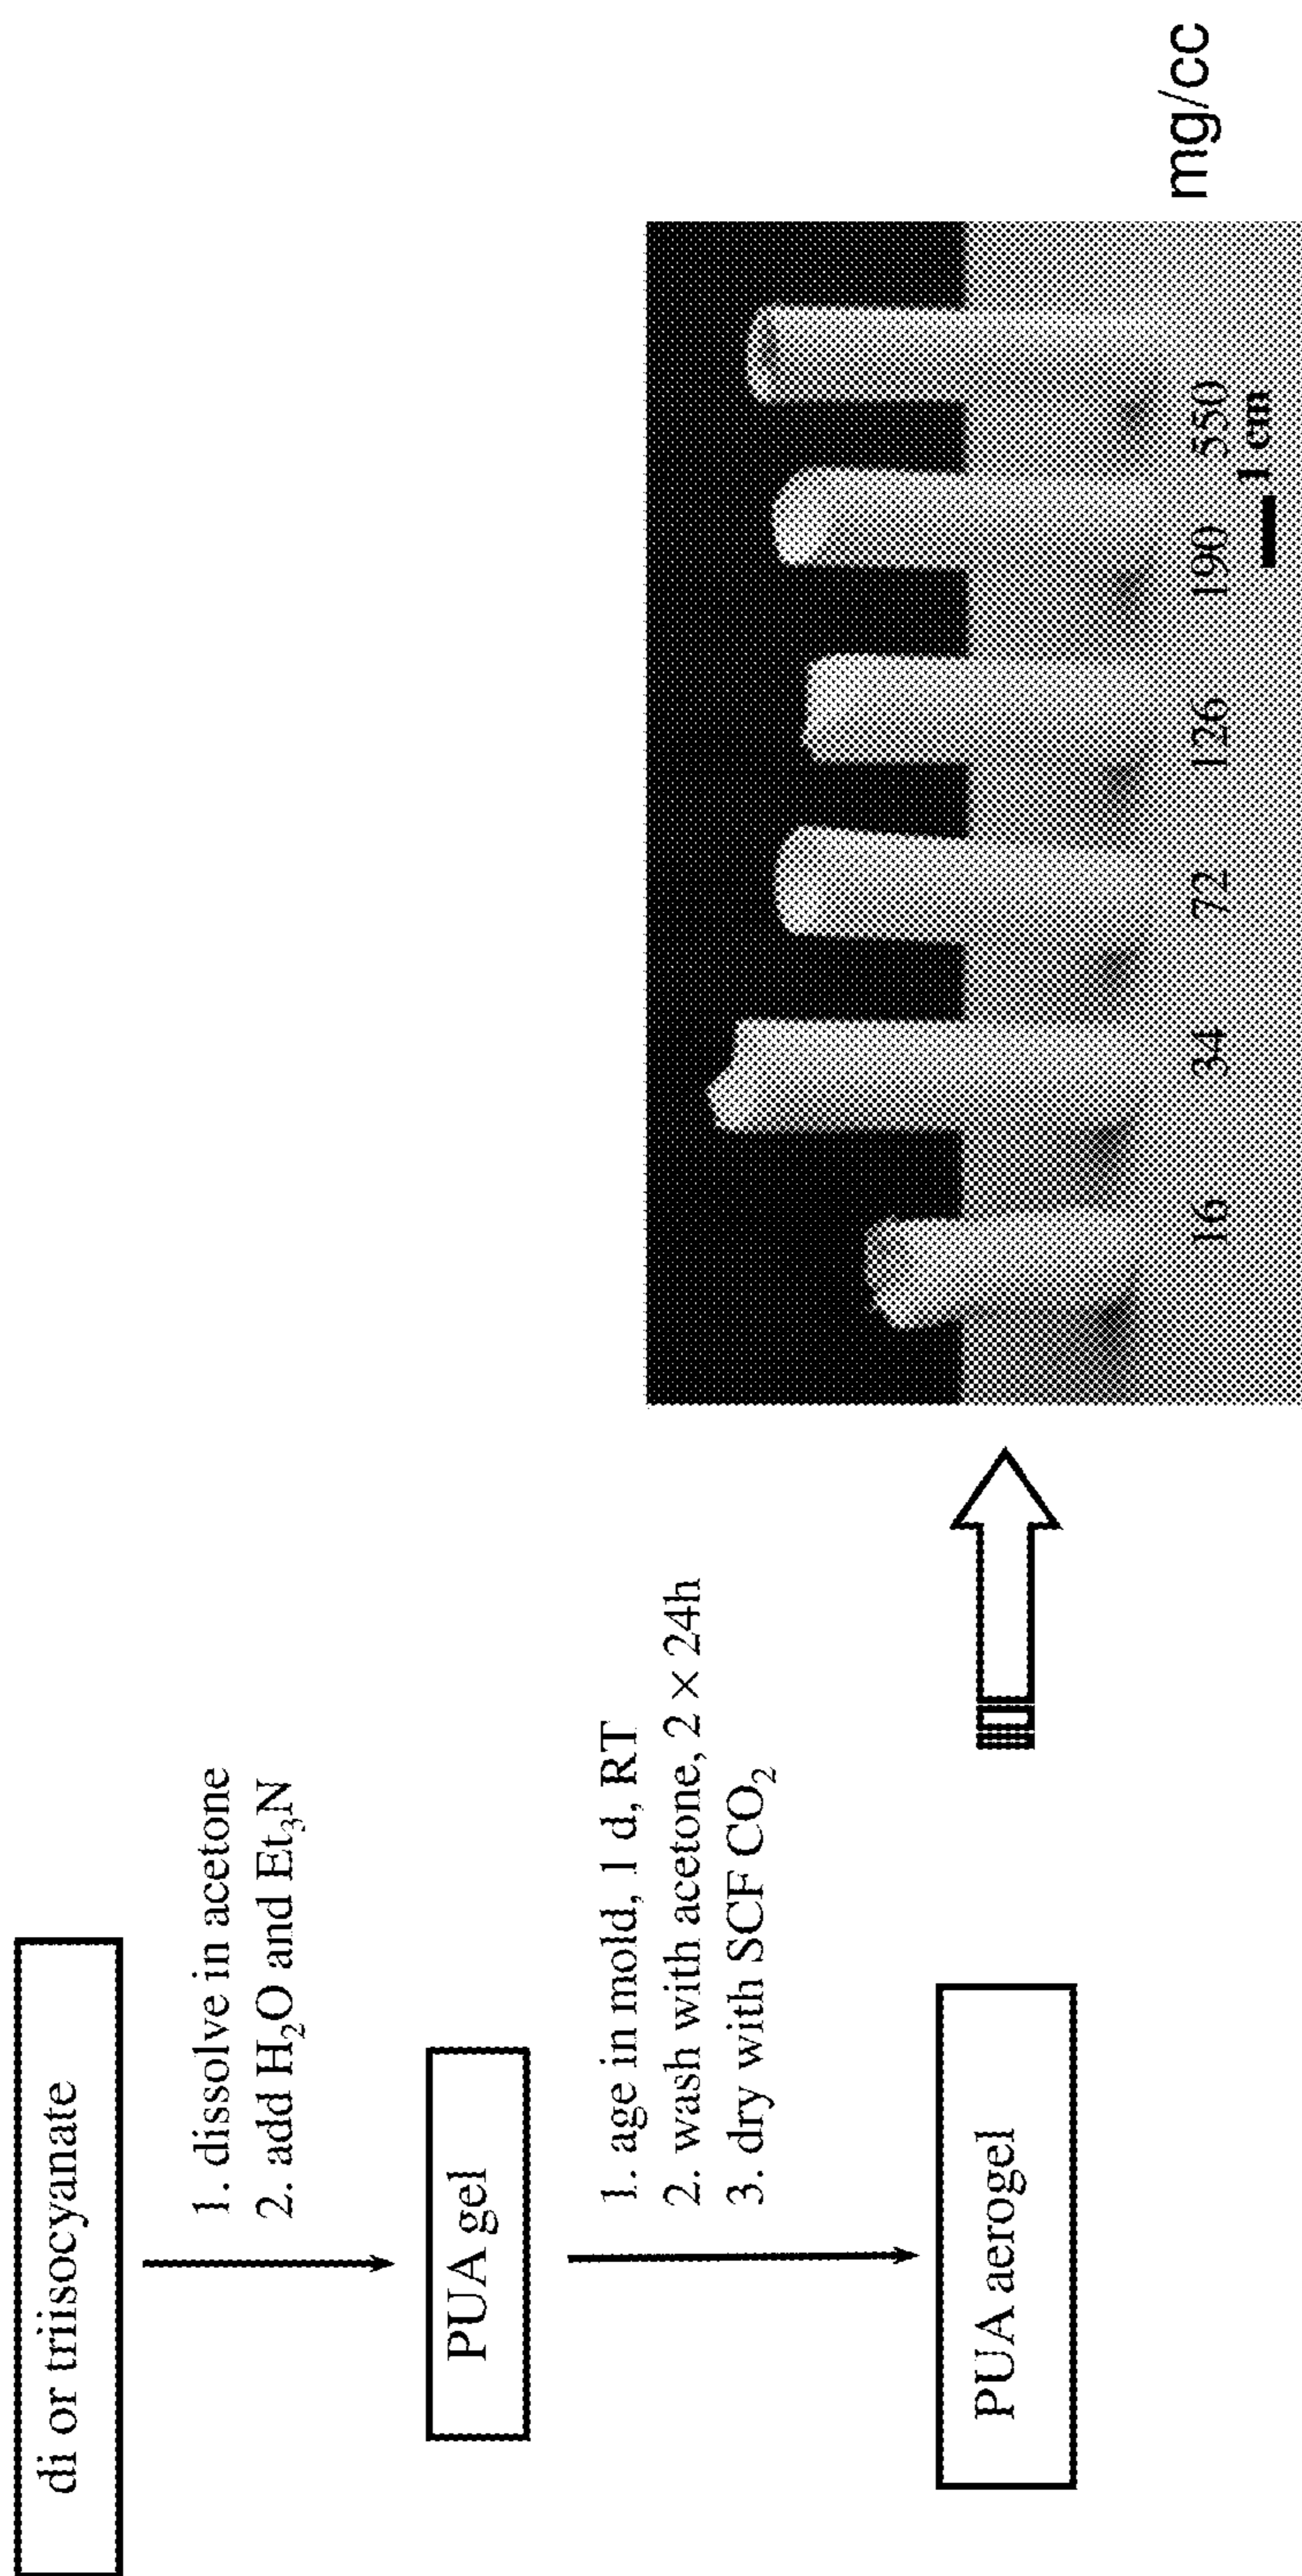 di or triisocyanate
1. dissolve in acetone
2. add H₂O and Et₃N
PUA gel
1. age in mold, 1 d, RT
2. wash with acetone, 2 × 24h
3. dry with SCF CO₂
PUA aerogel
16 34 72 126 190 550 mg/cc
1 cm